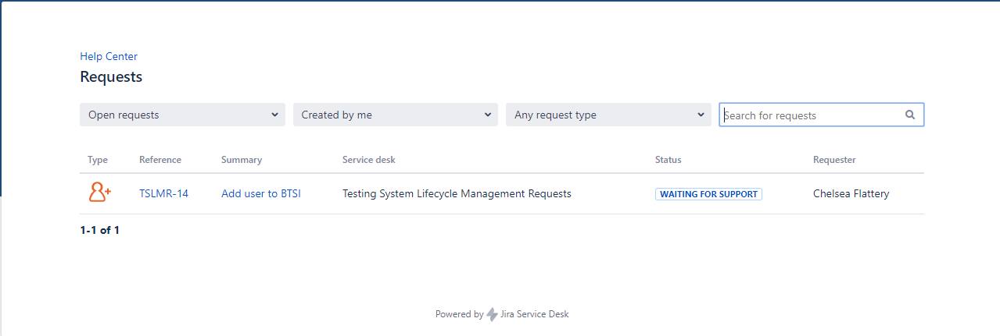 Help Center
Requests
Open requests Created by me Any request type Search for requests
Type Reference Summary Service desk Status Requester
TSLMR-14 Add user to BTSI Testing System Lifecycle Management Requests WAITING FOR SUPPORT Chelsea Flattery
1-1 of 1
Powered by Jira Service Desk